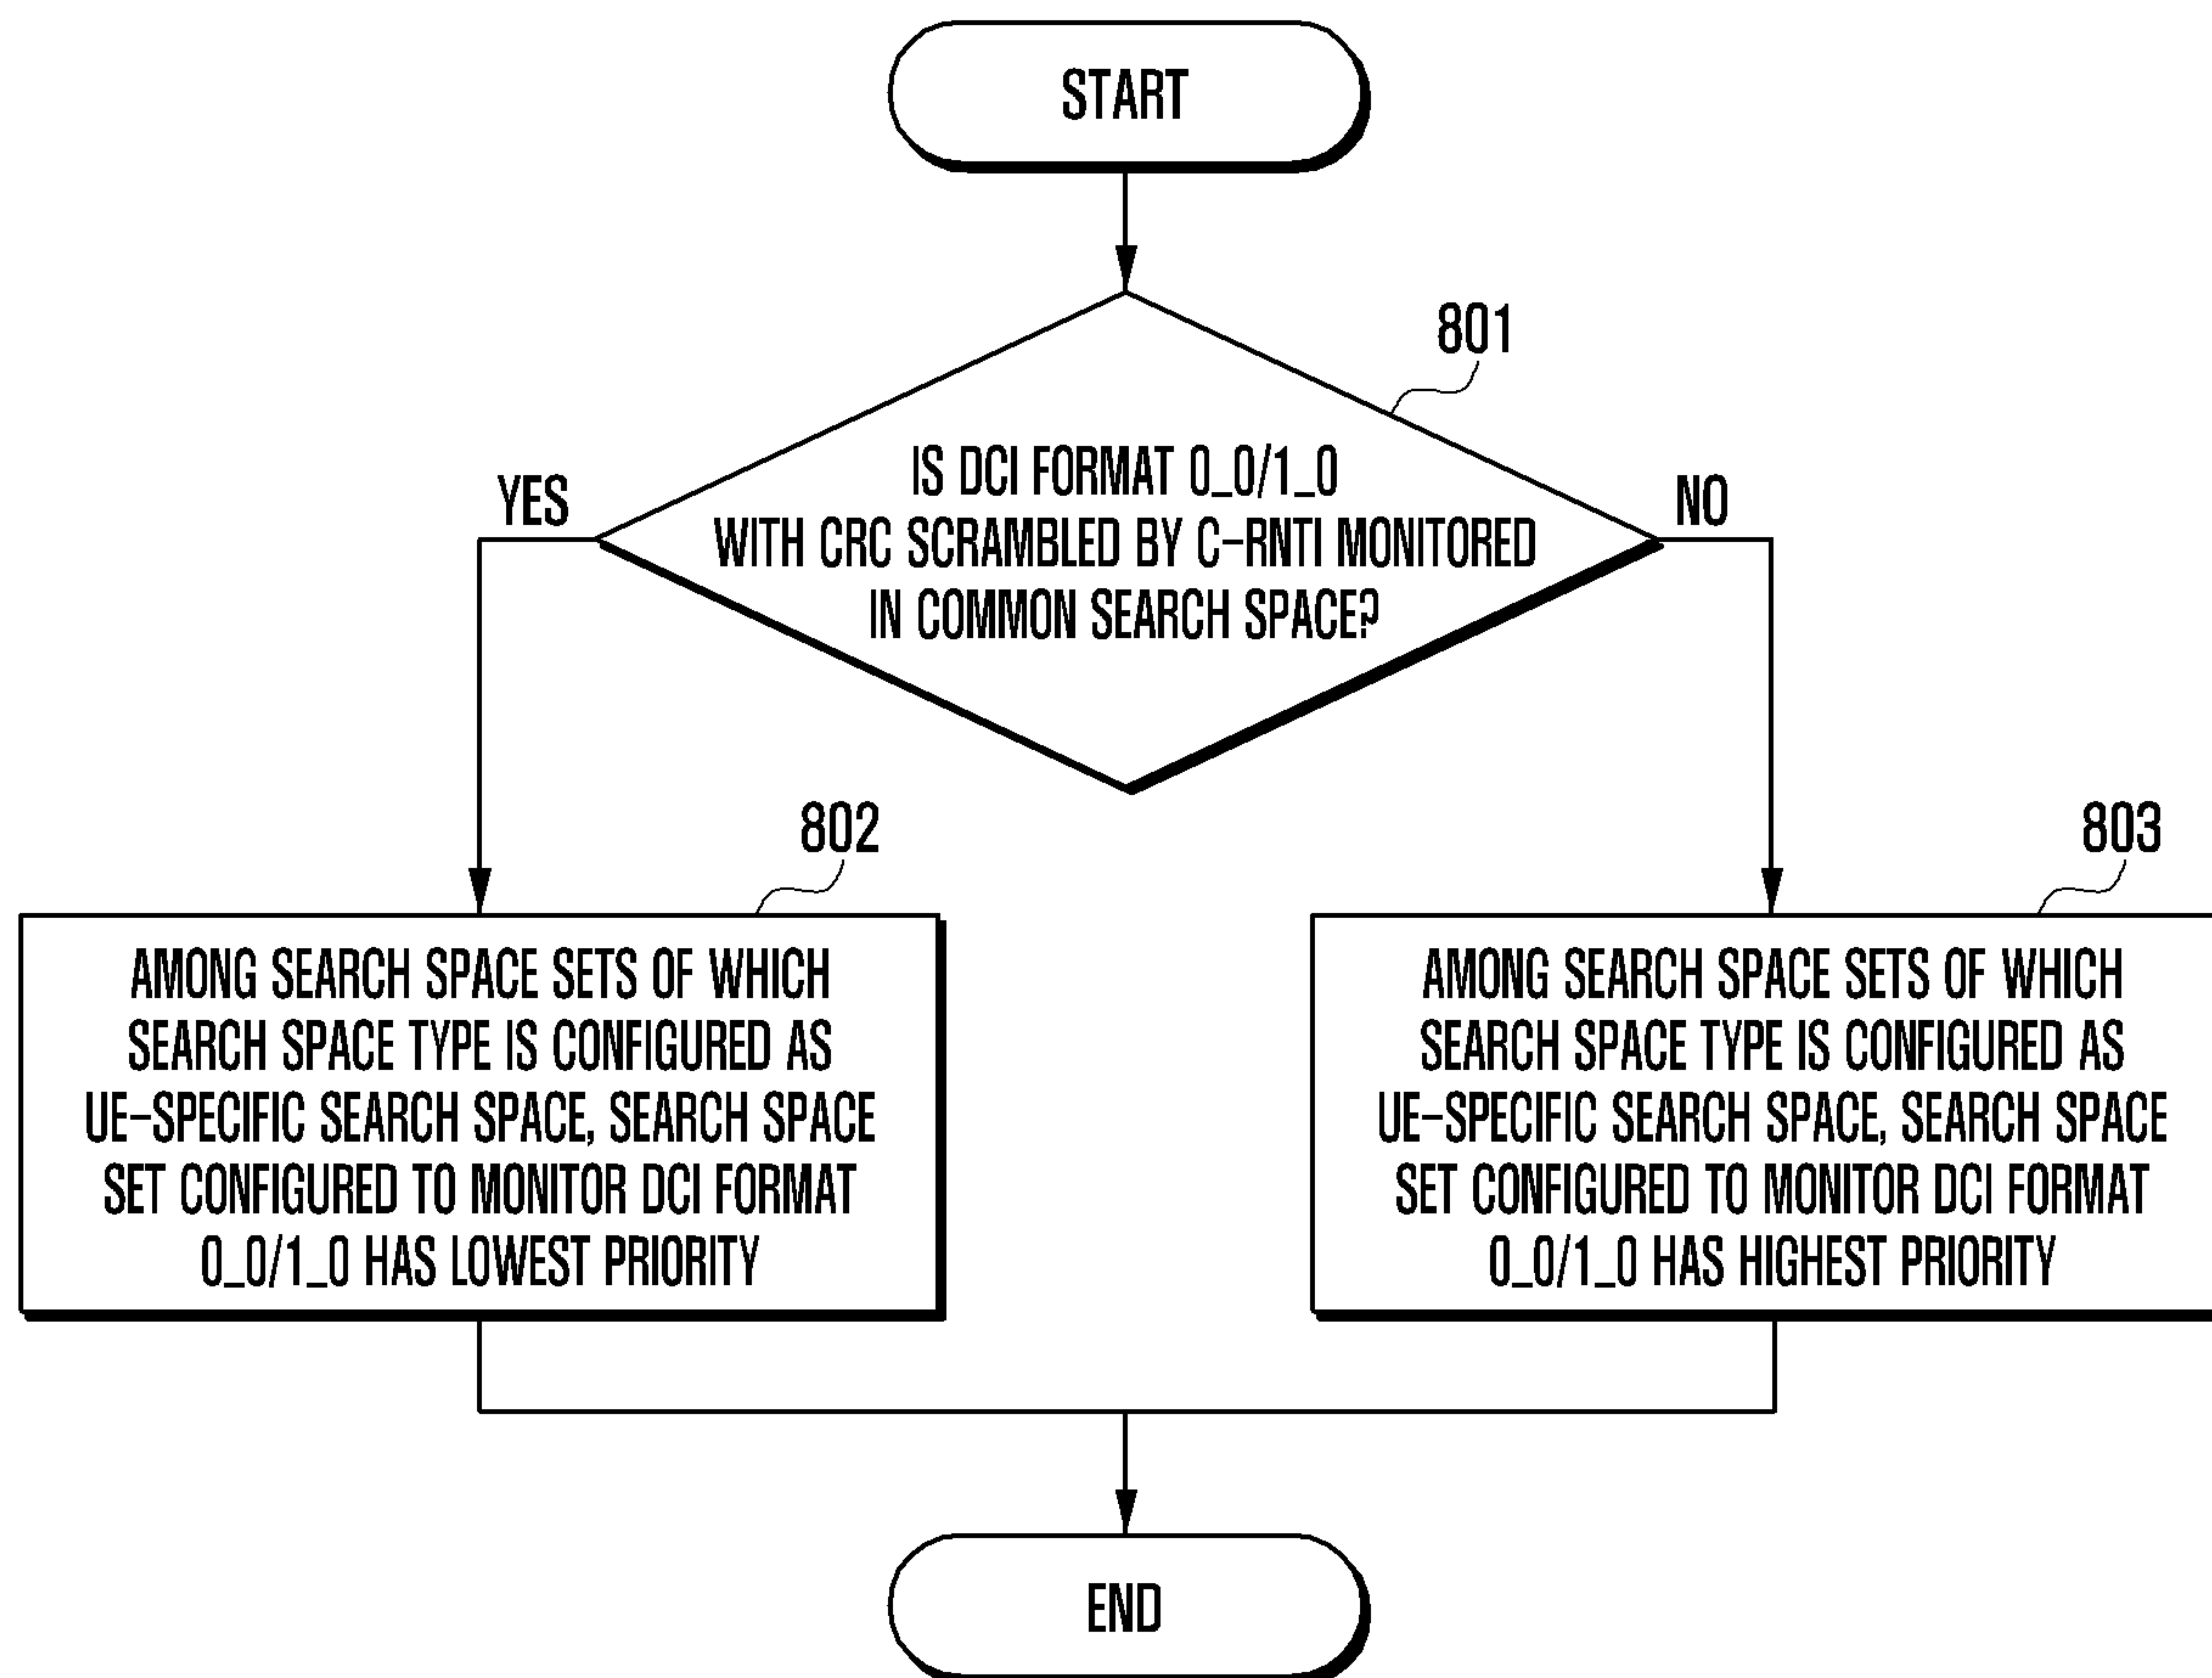 START
801
IS DCI FORMAT 0_0/1_0
WITH CRC SCRAMBLED BY C-RNTI MONITORED
IN COMMON SEARCH SPACE?
YES
NO
802
AMONG SEARCH SPACE SETS OF WHICH
SEARCH SPACE TYPE IS CONFIGURED AS
UE-SPECIFIC SEARCH SPACE, SEARCH SPACE
SET CONFIGURED TO MONITOR DCI FORMAT
0_0/1_0 HAS LOWEST PRIORITY
803
AMONG SEARCH SPACE SETS OF WHICH
SEARCH SPACE TYPE IS CONFIGURED AS
UE-SPECIFIC SEARCH SPACE, SEARCH SPACE
SET CONFIGURED TO MONITOR DCI FORMAT
0_0/1_0 HAS HIGHEST PRIORITY
END